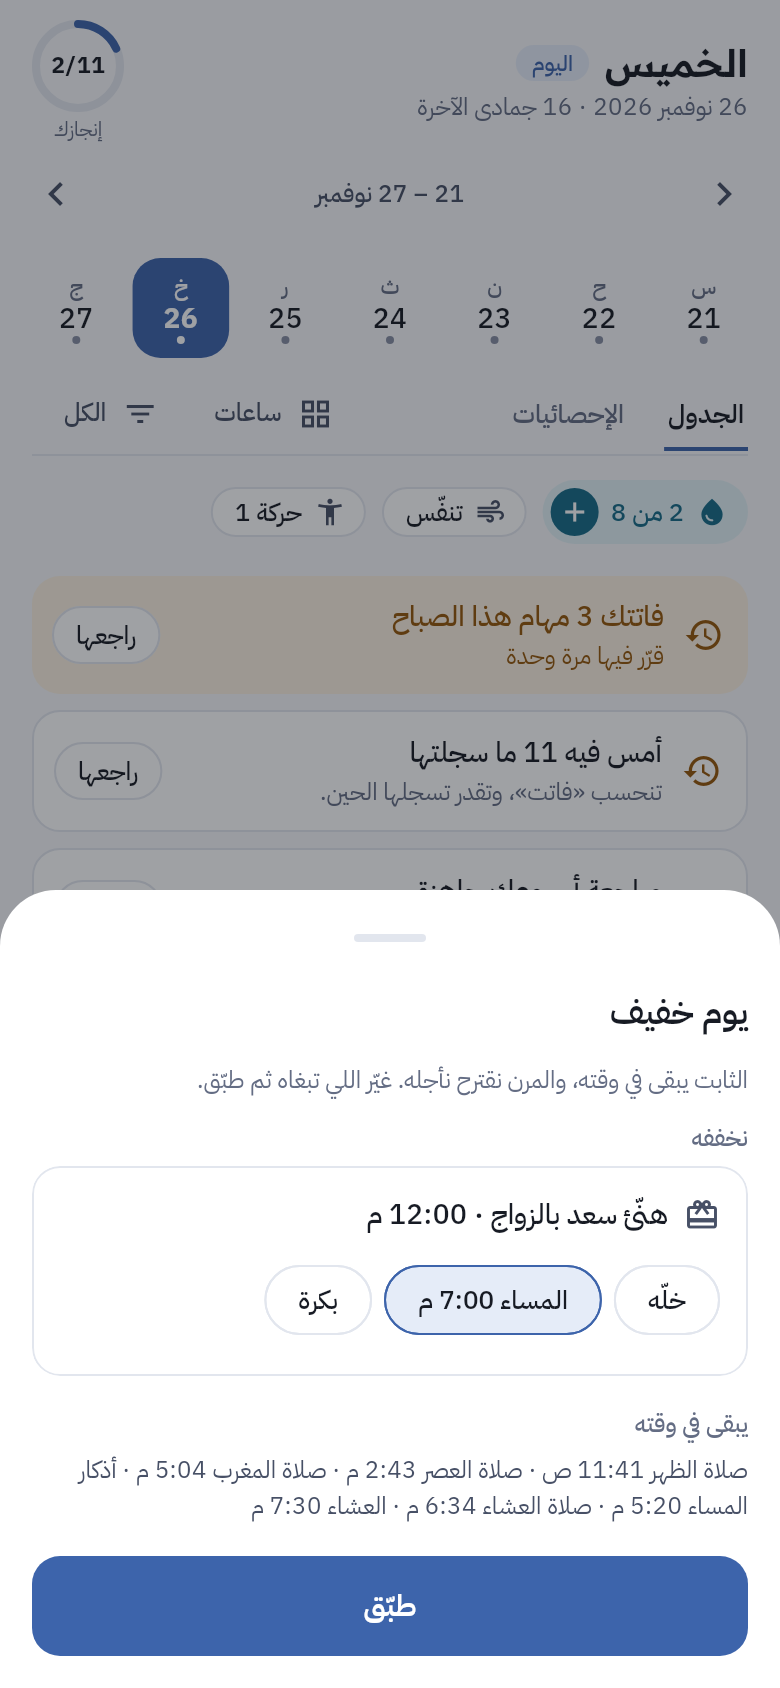 الخميس اليوم
26 نوفمبر 2026 · 16 جمادى الآخرة
2/11
إنجازك
21 – 27 نوفمبر
س ح ن ث ر خ ج
21 22 23 24 25 26 27
الجدول الإحصائيات ساعات الكل
2 من 8 تنفّس حركة 1
فاتتك 3 مهام هذا الصباح
قرّر فيها مرة وحدة
راجعها
أمس فيه 11 ما سجلتها
تنحسب «فاتت»، وتقدر تسجلها الحين.
راجعها
يوم خفيف
الثابت يبقى في وقته، والمرن نقترح نأجله. غيّر اللي تبغاه ثم طبّق.
نخففه
هنّئ سعد بالزواج · 12:00 م
خلّه المساء 7:00 م بكرة
يبقى في وقته
صلاة الظهر 11:41 ص · صلاة العصر 2:43 م · صلاة المغرب 5:04 م · أذكار
المساء 5:20 م · صلاة العشاء 6:34 م · العشاء 7:30 م
طبّق